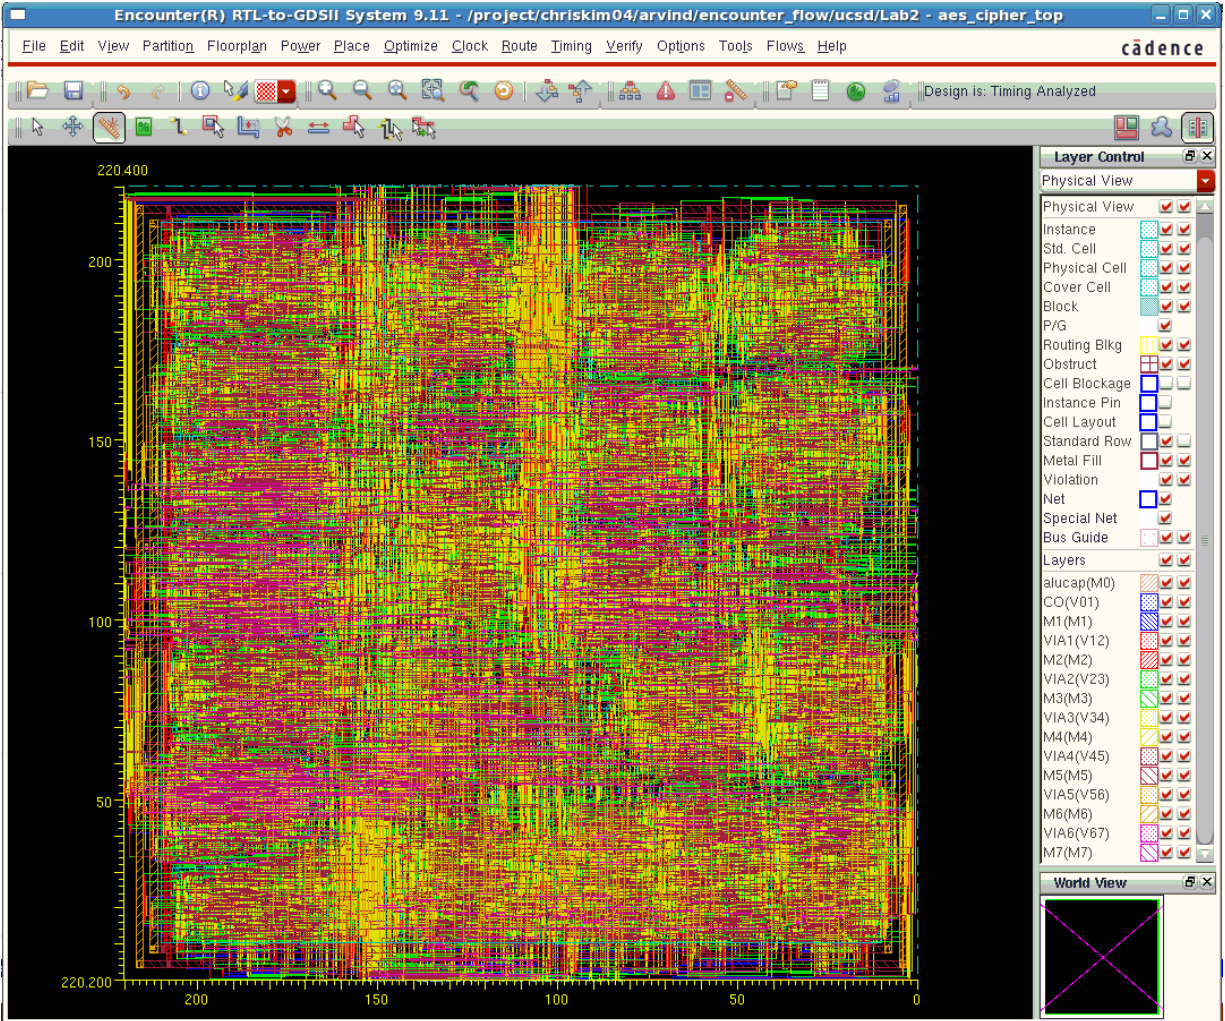 Encounter(R) RTL-to-GDSII System 9.11 - /project/chriskim04/arvind/encounter_flow/ucsd/Lab2 - aes_cipher_top
File Edit View Partition Floorplan Power Place Optimize Clock Route Timing Verify Options Tools Flows Help
cādence
Design is: Timing Analyzed
Layer Control
Physical View
Physical View
Instance
Std. Cell
Physical Cell
Cover Cell
Block
P/G
Routing Blkg
Obstruct
Cell Blockage
Instance Pin
Cell Layout
Standard Row
Metal Fill
Violation
Net
Special Net
Bus Guide
Layers
alucap(M0)
CO(V01)
M1(M1)
VIA1(V12)
M2(M2)
VIA2(V23)
M3(M3)
VIA3(V34)
M4(M4)
VIA4(V45)
M5(M5)
VIA5(V56)
M6(M6)
VIA6(V67)
M7(M7)
World View
220.400
200
150
100
50
220.200
200 150 100 50 0